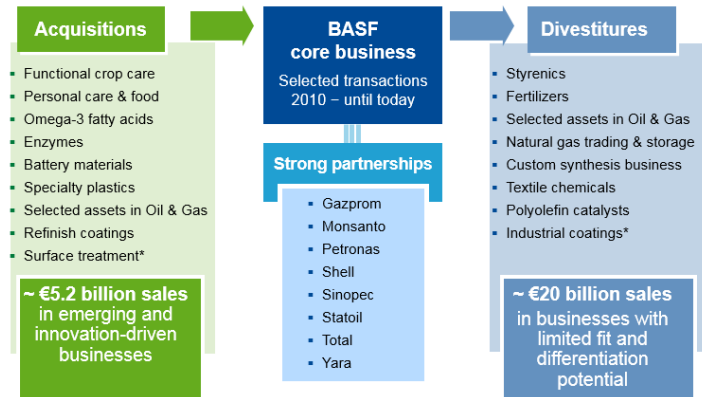 Acquisitions
▪ Functional crop care
▪ Personal care & food
▪ Omega-3 fatty acids
▪ Enzymes
▪ Battery materials
▪ Specialty plastics
▪ Selected assets in Oil & Gas
▪ Refinish coatings
▪ Surface treatment*
~ €5.2 billion sales
in emerging and
innovation-driven
businesses
BASF
core business
Selected transactions
2010 – until today
Strong partnerships
▪ Gazprom
▪ Monsanto
▪ Petronas
▪ Shell
▪ Sinopec
▪ Statoil
▪ Total
▪ Yara
Divestitures
▪ Styrenics
▪ Fertilizers
▪ Selected assets in Oil & Gas
▪ Natural gas trading & storage
▪ Custom synthesis business
▪ Textile chemicals
▪ Polyolefin catalysts
▪ Industrial coatings*
~ €20 billion sales
in businesses with
limited fit and
differentiation
potential